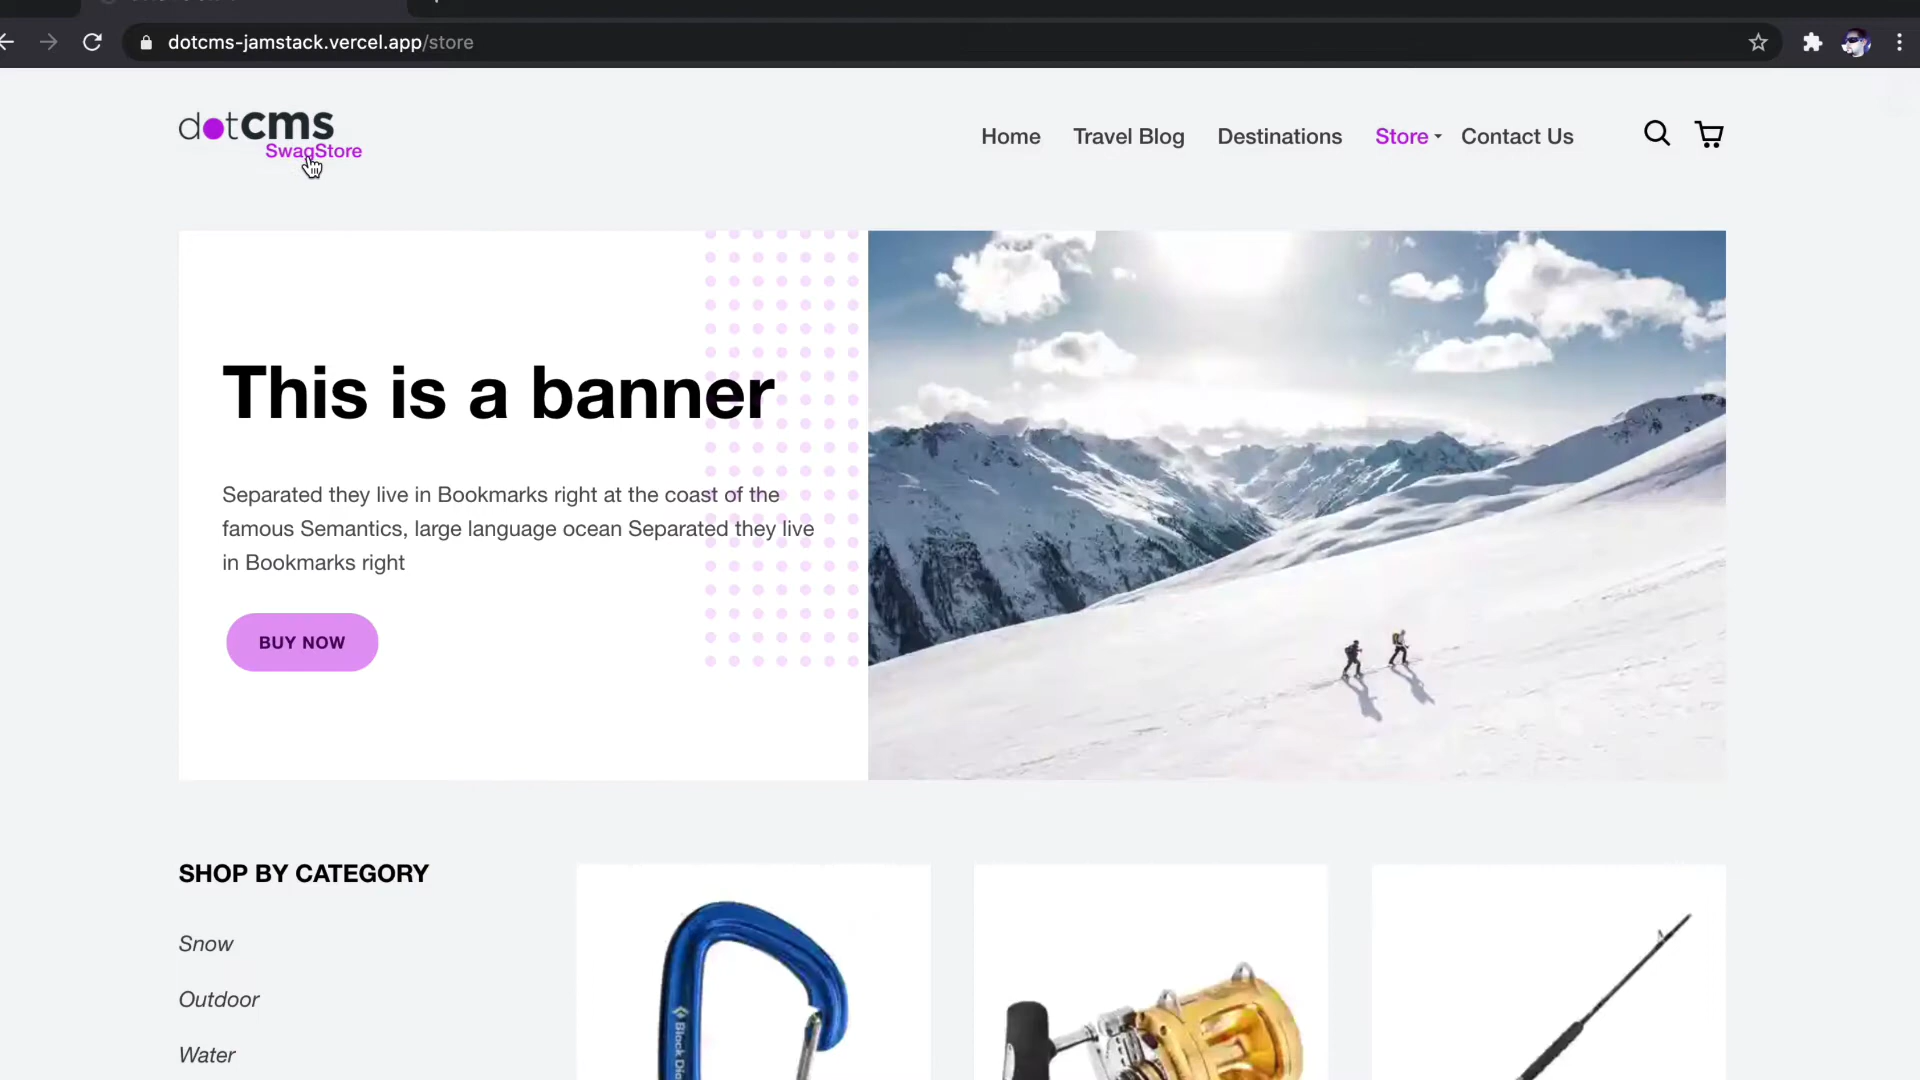 dotcms-jamstack.vercel.app/store
dotcms
SwagStore
Home Travel Blog Destinations Store Contact Us
This is a banner
Separated they live in Bookmarks right at the coast of the
famous Semantics, large language ocean Separated they live
in Bookmarks right
BUY NOW
SHOP BY CATEGORY
Snow
Outdoor
Water
Black Dia